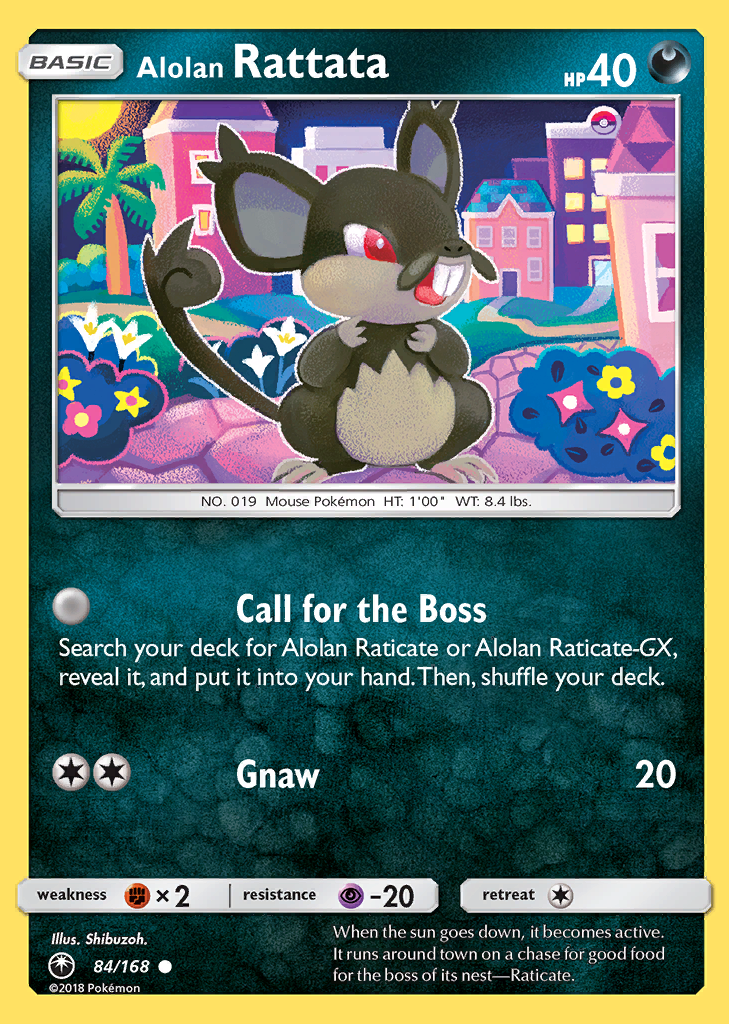 BASIC Alolan Rattata HP40
NO. 019 Mouse Pokémon HT: 1'00" WT: 8.4 lbs.
Call for the Boss
Search your deck for Alolan Raticate or Alolan Raticate-GX,
reveal it, and put it into your hand. Then, shuffle your deck.
Gnaw 20
weakness ×2 resistance -20 retreat
Illus. Shibuzoh.
84/168
©2018 Pokémon
When the sun goes down, it becomes active.
It runs around town on a chase for good food
for the boss of its nest—Raticate.